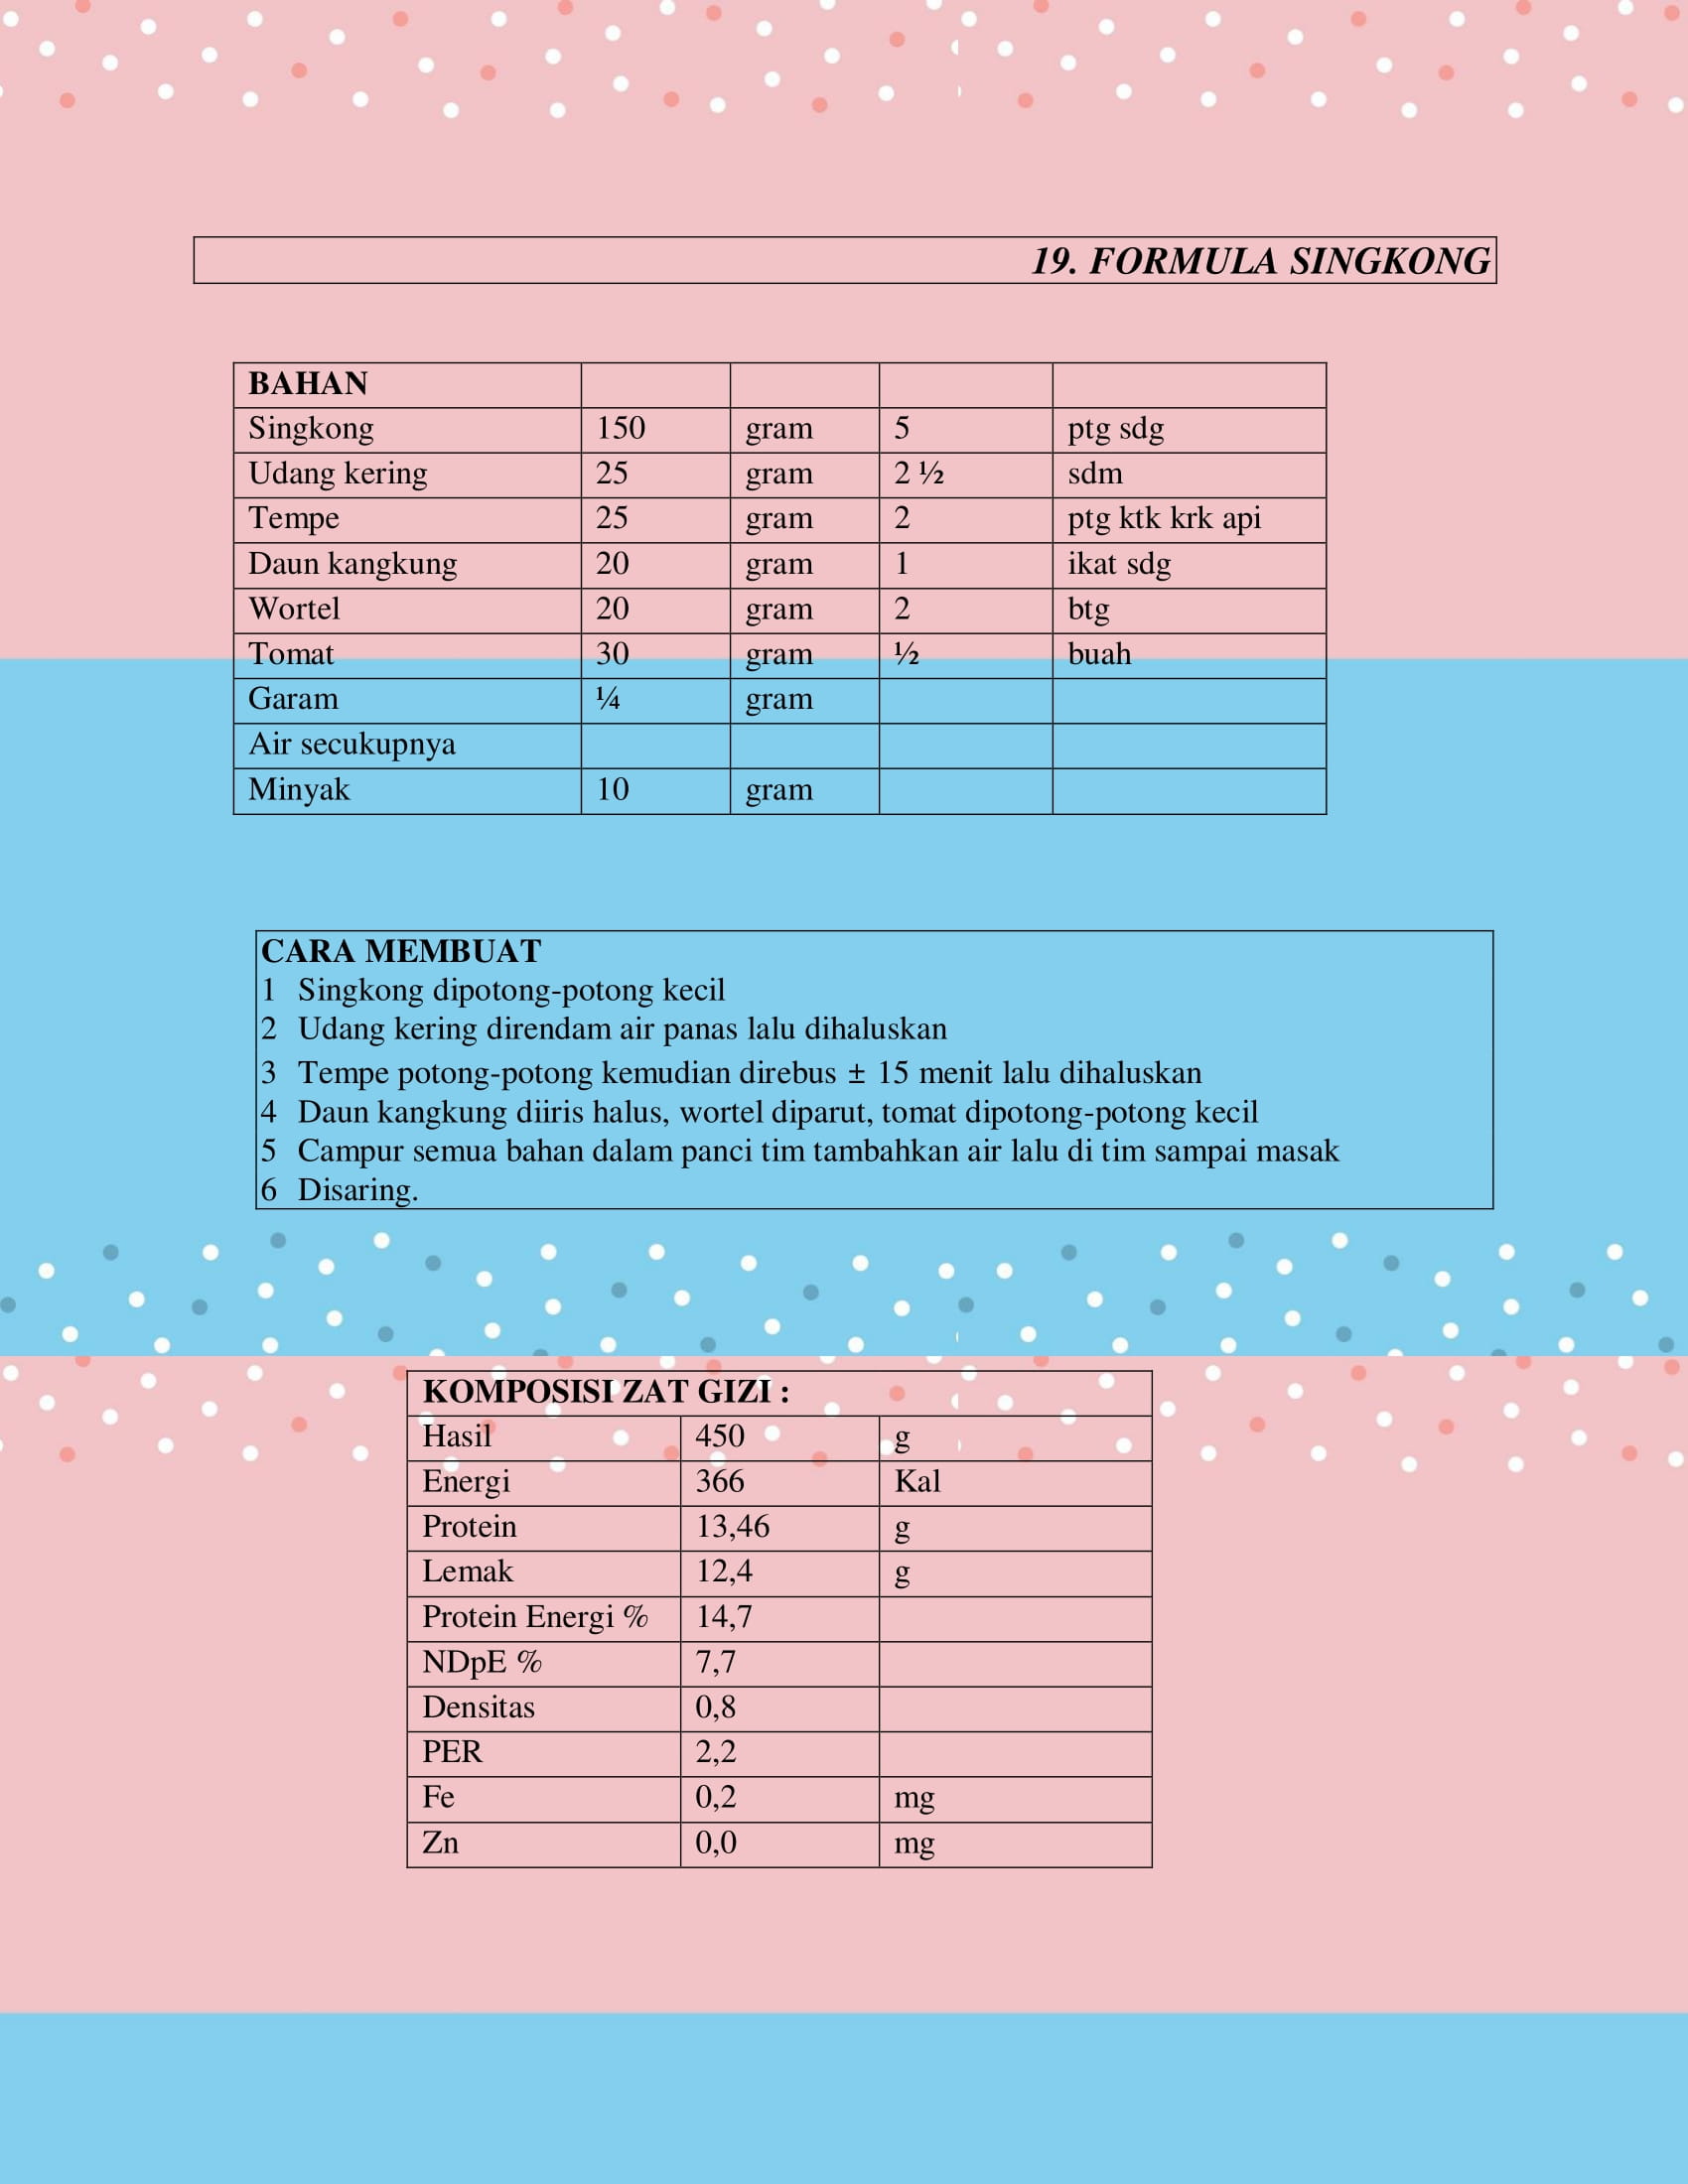 19. FORMULA SINGKONG
BAHAN
Singkong 150 gram 5 ptg sdg
Udang kering 25 gram 2 ½ sdm
Tempe 25 gram 2 ptg ktk krk api
Daun kangkung 20 gram 1 ikat sdg
Wortel 20 gram 2 btg
Tomat 30 gram ½ buah
Garam ¼ gram
Air secukupnya
Minyak 10 gram
CARA MEMBUAT
1 Singkong dipotong-potong kecil
2 Udang kering direndam air panas lalu dihaluskan
3 Tempe potong-potong kemudian direbus ± 15 menit lalu dihaluskan
4 Daun kangkung diiris halus, wortel diparut, tomat dipotong-potong kecil
5 Campur semua bahan dalam panci tim tambahkan air lalu di tim sampai masak
6 Disaring.
KOMPOSISI ZAT GIZI :
Hasil 450 g
Energi 366 Kal
Protein 13,46 g
Lemak 12,4 g
Protein Energi % 14,7
NDpE % 7,7
Densitas 0,8
PER 2,2
Fe 0,2 mg
Zn 0,0 mg